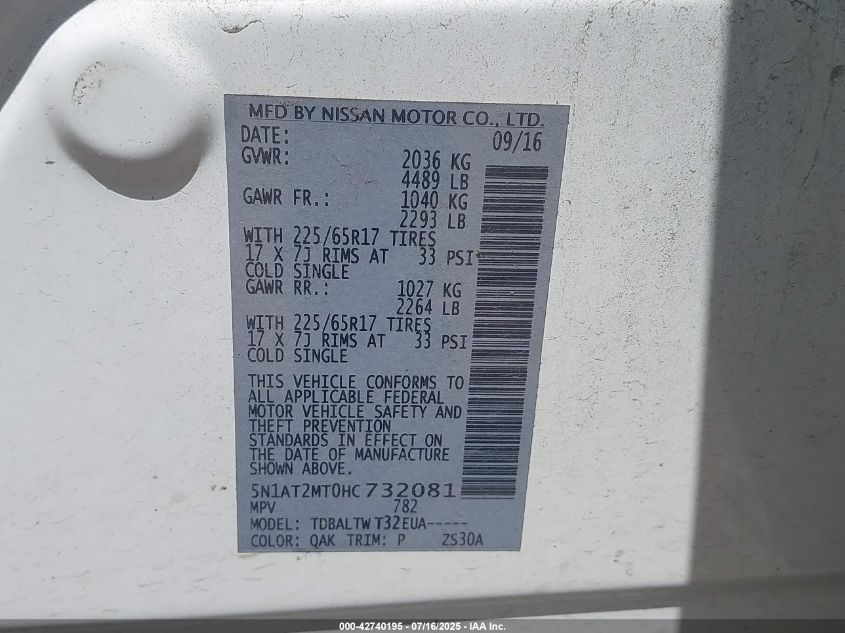 MFD BY NISSAN MOTOR CO., LTD.
DATE: 09/16
GVWR: 2036 KG
4489 LB
GAWR FR.: 1040 KG
2293 LB
WITH 225/65R17 TIRES
17 X 7J RIMS AT 33 PSI
COLD SINGLE
GAWR RR.: 1027 KG
2264 LB
WITH 225/65R17 TIRES
17 X 7J RIMS AT 33 PSI
COLD SINGLE
THIS VEHICLE CONFORMS TO
ALL APPLICABLE FEDERAL
MOTOR VEHICLE SAFETY AND
THEFT PREVENTION
STANDARDS IN EFFECT ON
THE DATE OF MANUFACTURE
SHOWN ABOVE.
5N1AT2MT0HC732081
MPV 782
MODEL: TDBALTW T32EUA-----
COLOR: QAK TRIM: P ZS30A
000-42740195 - 07/16/2025 - IAA Inc.